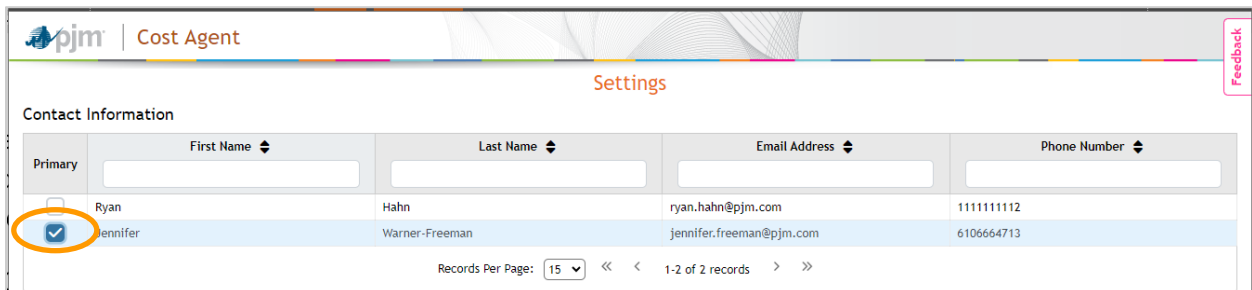 pjm Cost Agent
Feedback
Settings
Contact Information
Primary First Name Last Name Email Address Phone Number
Ryan Hahn ryan.hahn@pjm.com 1111111112
Jennifer Warner-Freeman jennifer.freeman@pjm.com 6106664713
Records Per Page: 15 << < 1-2 of 2 records > >>